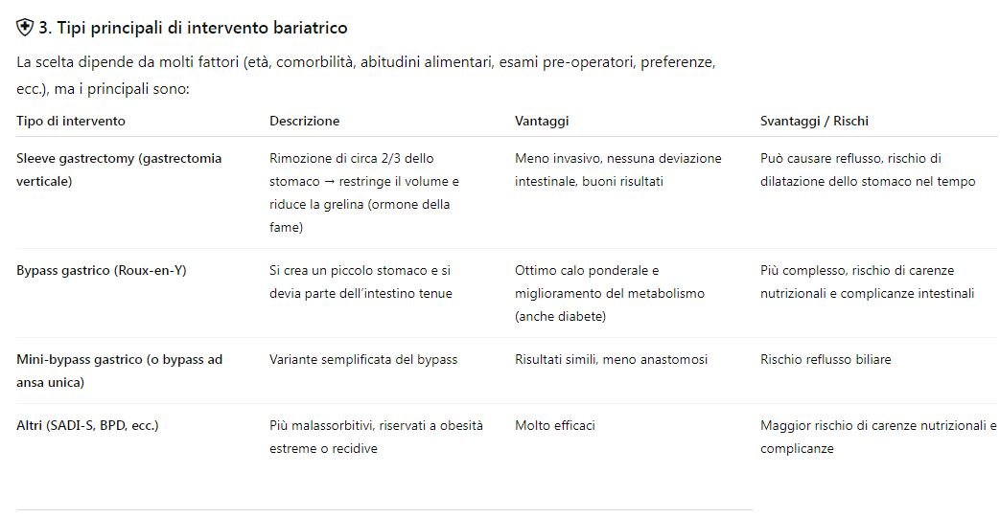 3. Tipi principali di intervento bariatrico
La scelta dipende da molti fattori (età, comorbilità, abitudini alimentari, esami pre-operatori, preferenze,
ecc.), ma i principali sono:
Tipo di intervento Descrizione Vantaggi Svantaggi / Rischi
Sleeve gastrectomy (gastrectomia Rimozione di circa 2/3 dello Meno invasivo, nessuna deviazione Può causare reflusso, rischio di
verticale) stomaco → restringe il volume e intestinale, buoni risultati dilatazione dello stomaco nel tempo
riduce la grelina (ormone della
fame)
Bypass gastrico (Roux-en-Y) Si crea un piccolo stomaco e si Ottimo calo ponderale e Più complesso, rischio di carenze
devia parte dell’intestino tenue miglioramento del metabolismo nutrizionali e complicanze intestinali
(anche diabete)
Mini-bypass gastrico (o bypass ad Variante semplificata del bypass Risultati simili, meno anastomosi Rischio reflusso biliare
ansa unica)
Altri (SADI-S, BPD, ecc.) Più malassorbitivi, riservati a obesità Molto efficaci Maggior rischio di carenze nutrizionali e
estreme o recidive complicanze